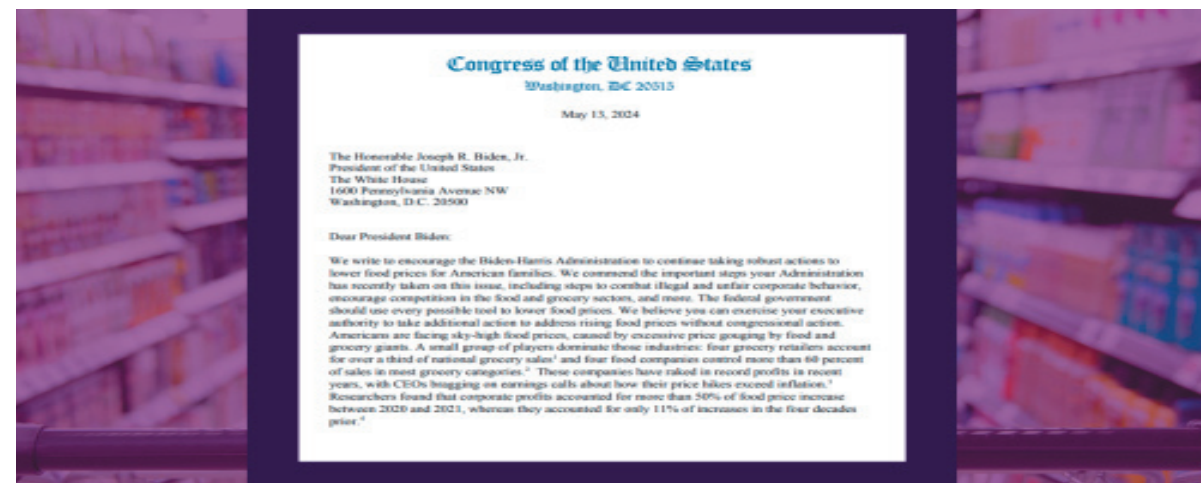 Congress of the United States
Washington, DC 20515
May 13, 2024
The Honorable Joseph R. Biden, Jr.
President of the United States
The White House
1600 Pennsylvania Avenue NW
Washington, D.C. 20500
Dear President Biden:
We write to encourage the Biden-Harris Administration to continue taking robust actions to
lower food prices for American families. We commend the important steps your Administration
has recently taken on this issue, including steps to combat illegal and unfair corporate behavior,
encourage competition in the food and grocery sectors, and more. The federal government
should use every possible tool to lower food prices. We believe you can exercise your executive
authority to take additional action to address rising food prices without congressional action.
Americans are facing sky-high food prices, caused by excessive price gouging by food and
grocery giants. A small group of players dominate those industries: four grocery retailers account
for over a third of national grocery sales¹ and four food companies control more than 60 percent
of sales in most grocery categories.² These companies have raked in record profits in recent
years, with CEOs bragging on earnings calls about how their price hikes exceed inflation.³
Researchers found that corporate profits accounted for more than 50% of food price increase
between 2020 and 2021, whereas they accounted for only 11% of increases in the four decades
prior.⁴